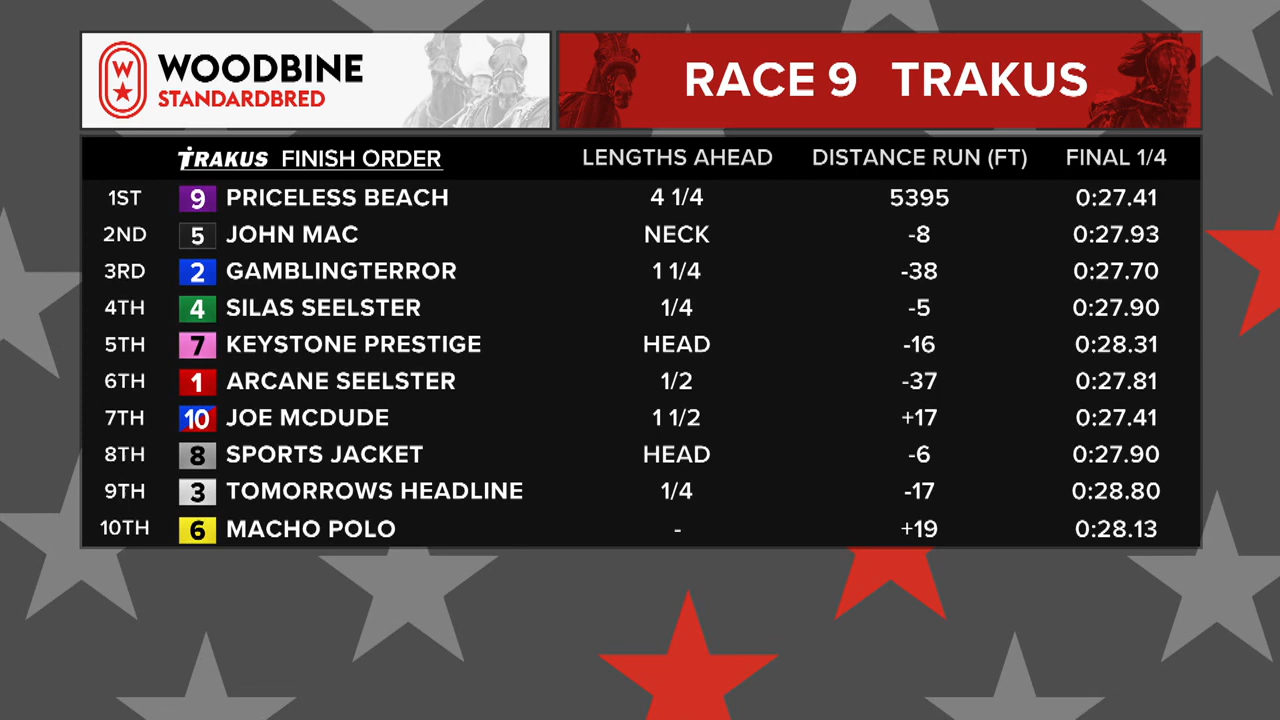 W
WOODBINE
STANDARDBRED
RACE 9 TRAKUS
TRAKUS FINISH ORDER LENGTHS AHEAD DISTANCE RUN (FT) FINAL 1/4
1ST 9 PRICELESS BEACH 4 1/4 5395 0:27.41
2ND 5 JOHN MAC NECK -8 0:27.93
3RD 2 GAMBLINGTERROR 1 1/4 -38 0:27.70
4TH 4 SILAS SEELSTER 1/4 -5 0:27.90
5TH 7 KEYSTONE PRESTIGE HEAD -16 0:28.31
6TH 1 ARCANE SEELSTER 1/2 -37 0:27.81
7TH 10 JOE MCDUDE 1 1/2 +17 0:27.41
8TH 8 SPORTS JACKET HEAD -6 0:27.90
9TH 3 TOMORROWS HEADLINE 1/4 -17 0:28.80
10TH 6 MACHO POLO - +19 0:28.13